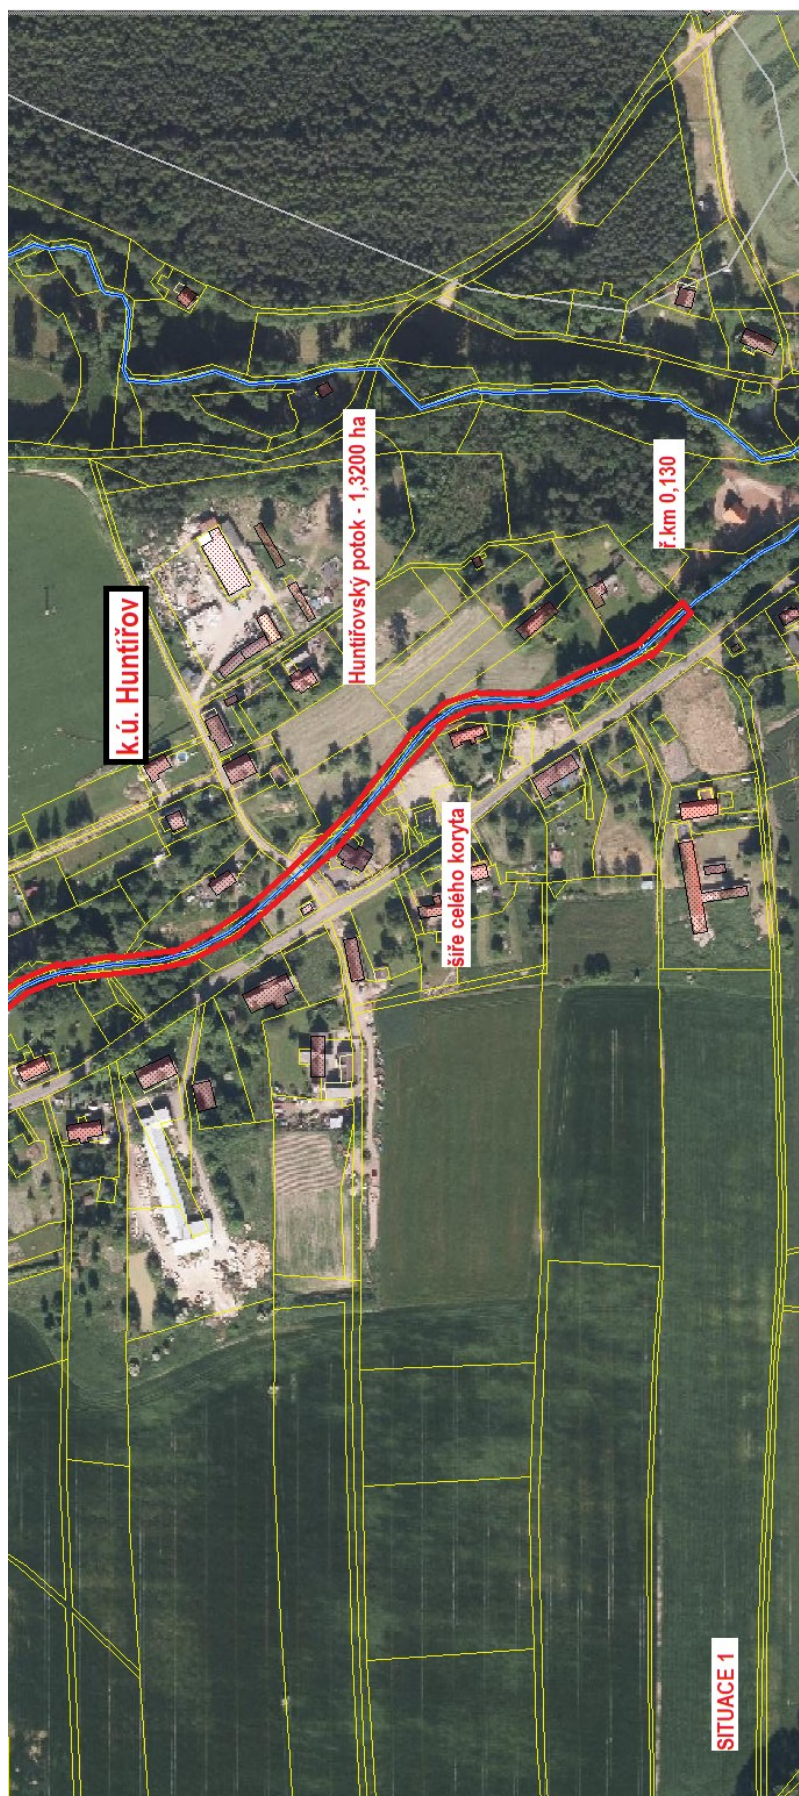 k.ú. Huntířov
Huntířovský potok - 1,3200 ha
ř.km 0,130
šíře celého koryta
SITUACE 1